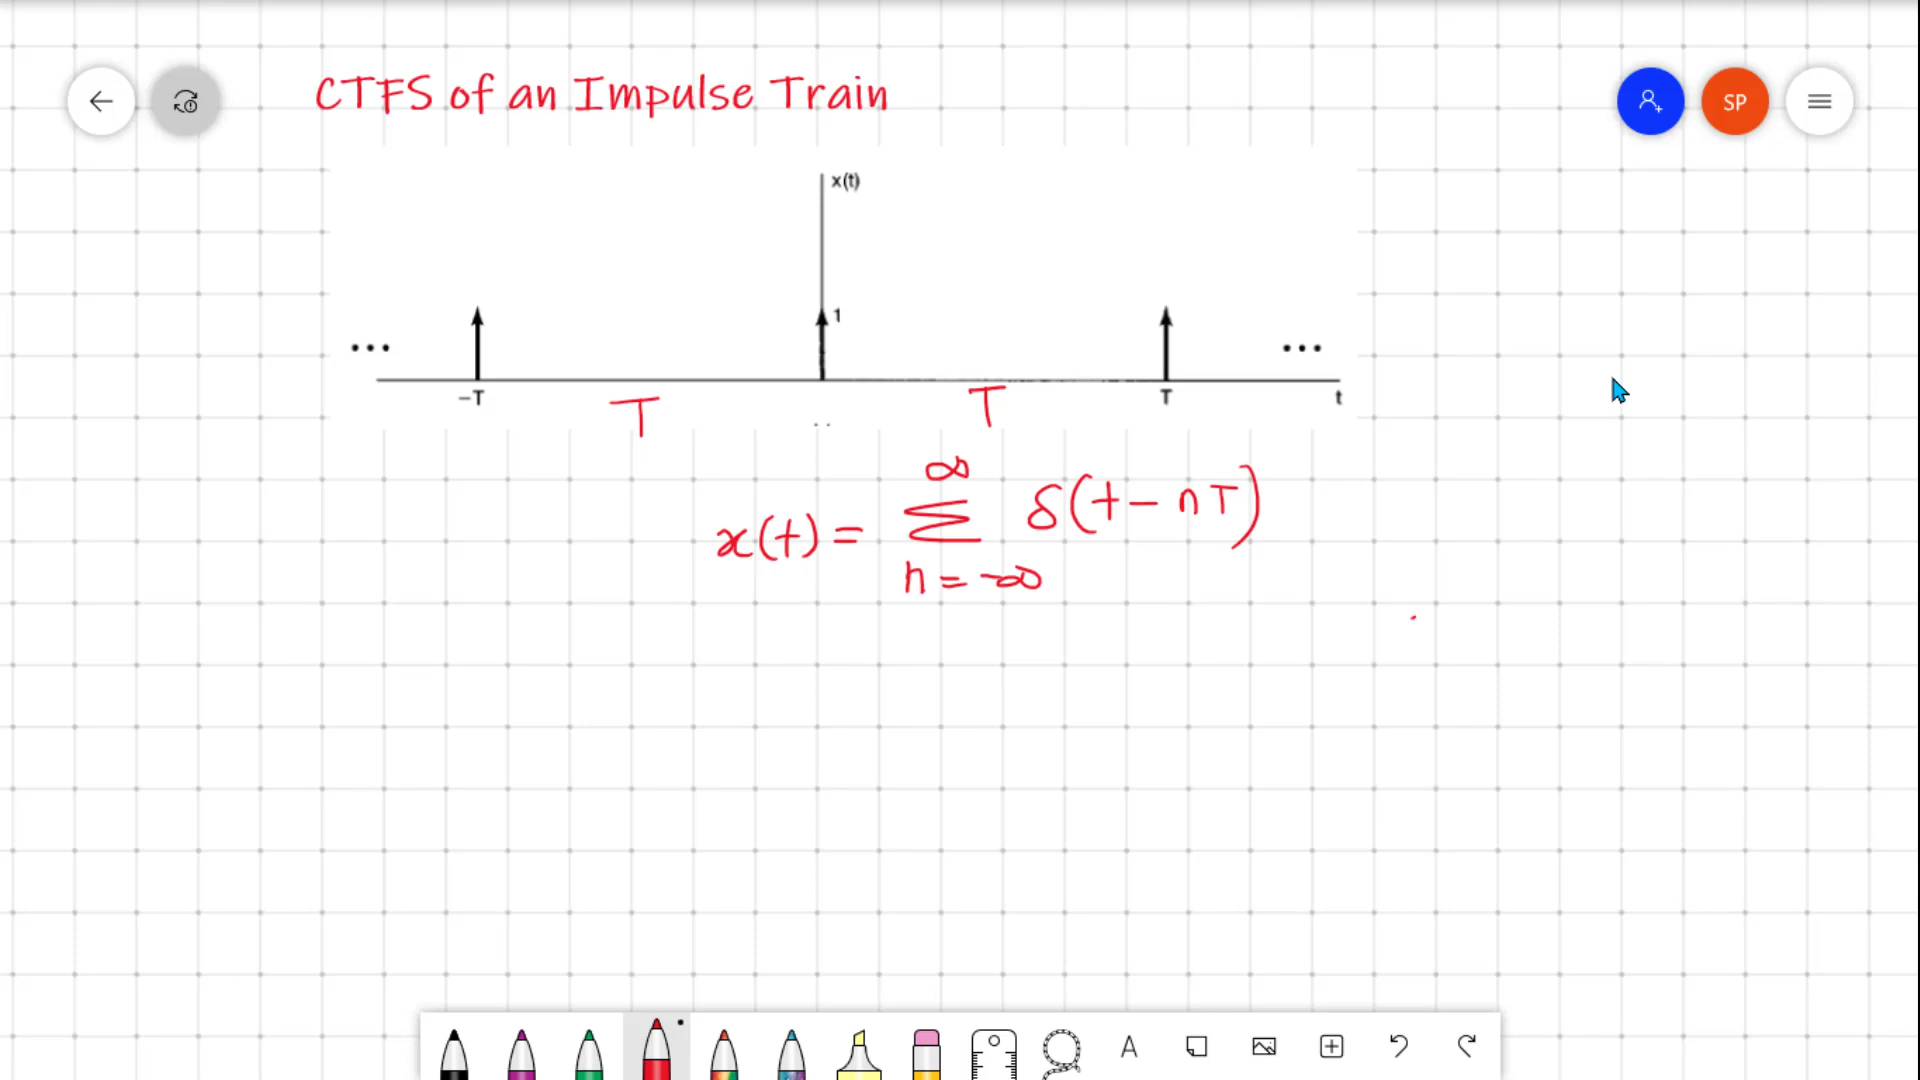 CTFS of an Impulse Train
SP
x(t)
1
... ...
-T T T T t
x(t) = ∑ δ(t - nT)
∞
n = -∞
A